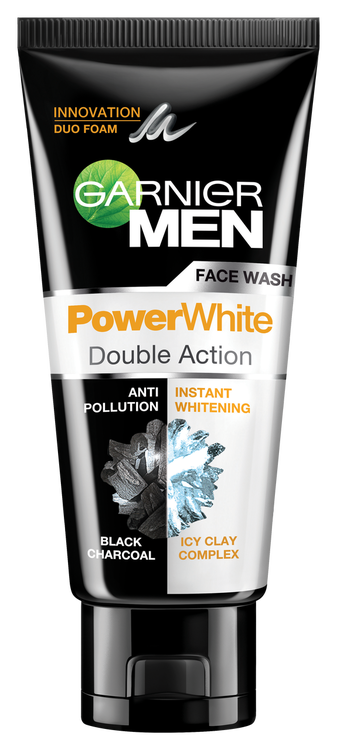 INNOVATION
DUO FOAM
GARNIER
MEN
FACE WASH
PowerWhite
Double Action
ANTI
POLLUTION
INSTANT
WHITENING
BLACK
CHARCOAL
ICY CLAY
COMPLEX